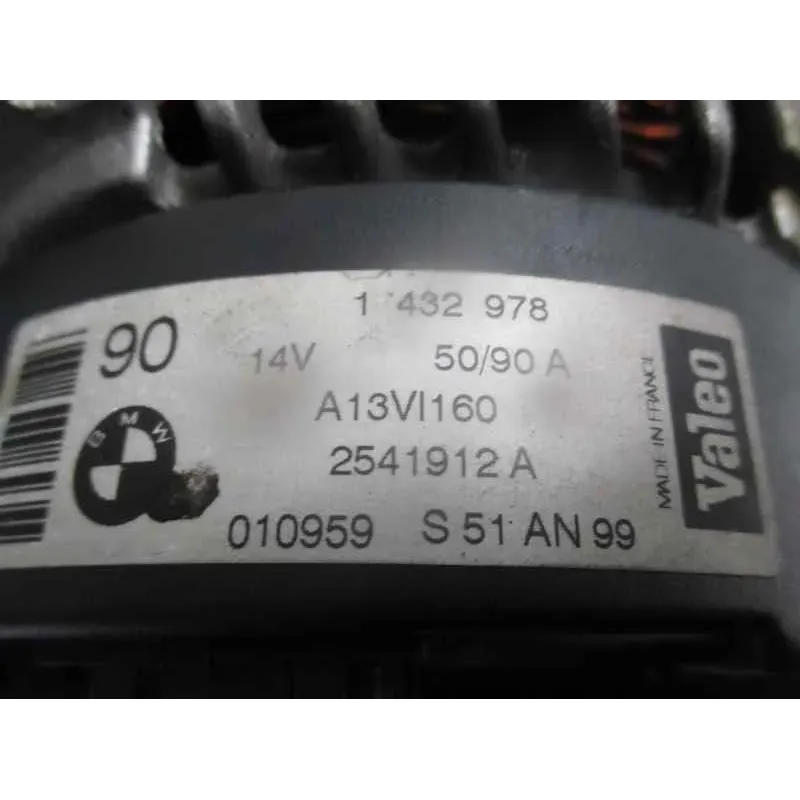 1 432 978
90
14V 50/90 A
A13VI160
2541912 A
010959 S 51 AN 99
BMW
MADE IN FRANCE
Valeo